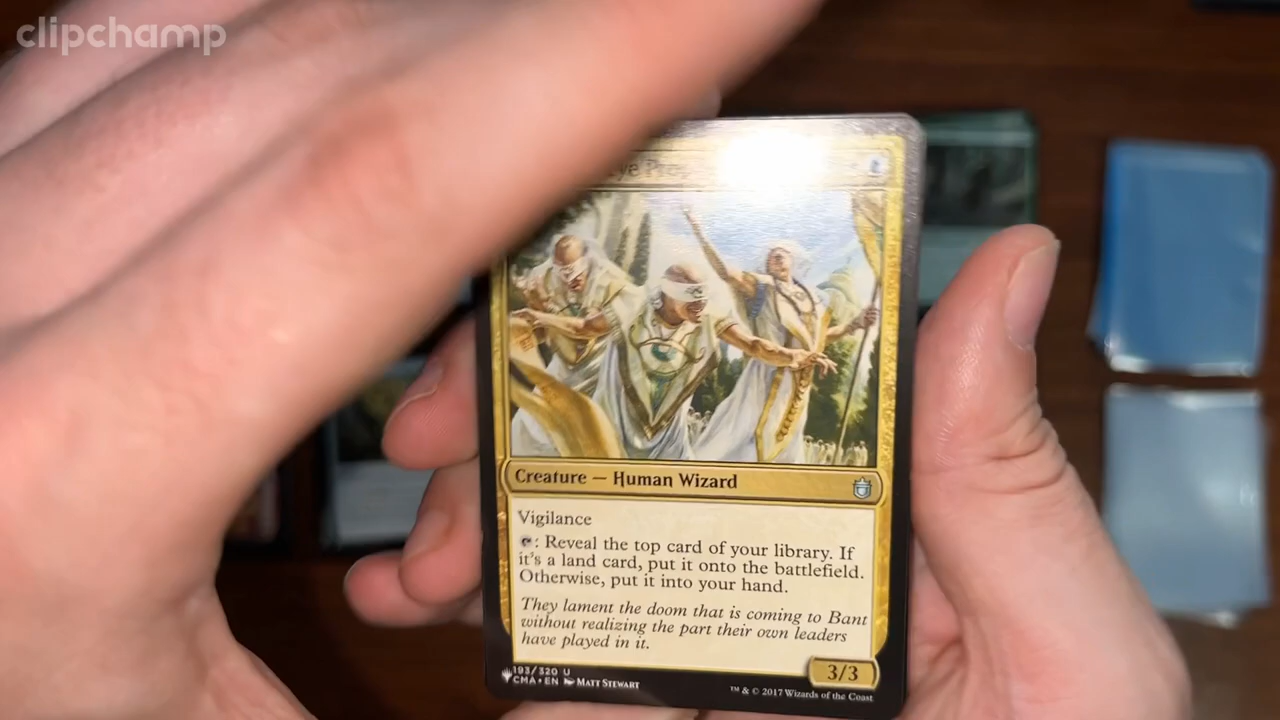 clipchamp
Creature — Human Wizard
Vigilance
: Reveal the top card of your library. If
it's a land card, put it onto the battlefield.
Otherwise, put it into your hand.
They lament the doom that is coming to Bant
without realizing the part their own leaders
have played in it.
3/3
193/320 U
CMA • EN MATT STEWART
™ & © 2017 Wizards of the Coast